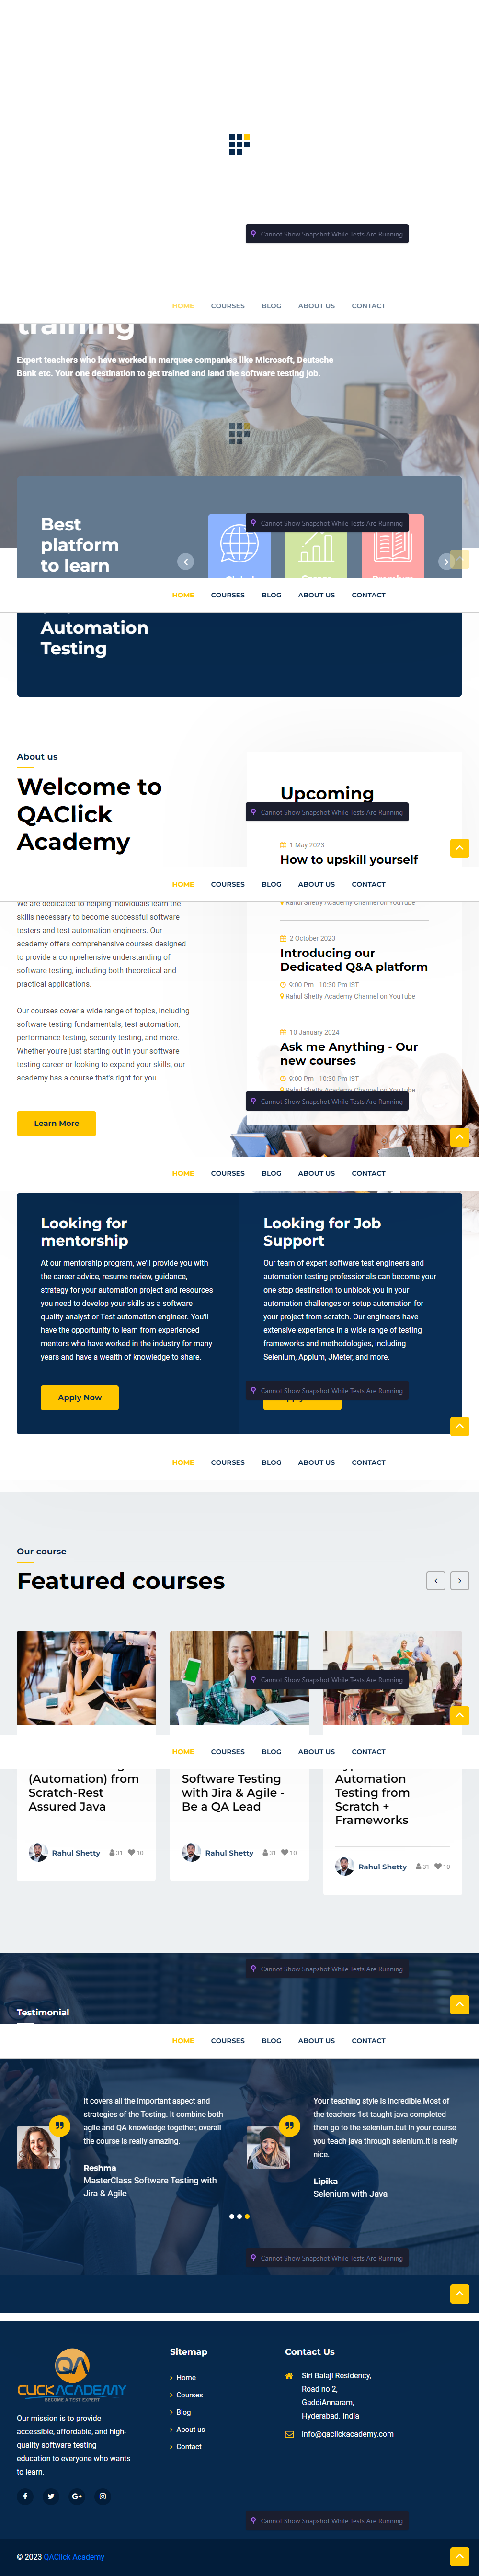 Cannot Show Snapshot While Tests Are Running
HOME COURSES BLOG ABOUT US CONTACT
training
Expert teachers who have worked in marquee companies like Microsoft, Deutsche
Bank etc. Your one destination to get trained and land the software testing job.
Cannot Show Snapshot While Tests Are Running
Best
platform
to learn
HOME COURSES BLOG ABOUT US CONTACT
Automation
Testing
About us
Welcome to
QAClick
Academy
Upcoming
Cannot Show Snapshot While Tests Are Running
1 May 2023
How to upskill yourself
HOME COURSES BLOG ABOUT US CONTACT
Rahul Shetty Academy Channel on YouTube
We are dedicated to helping individuals learn the
skills necessary to become successful software
testers and test automation engineers. Our
academy offers comprehensive courses designed
to provide a comprehensive understanding of
software testing, including both theoretical and
practical applications.
Our courses cover a wide range of topics, including
software testing fundamentals, test automation,
performance testing, security testing, and more.
Whether you're just starting out in your software
testing career or looking to expand your skills, our
academy has a course that's right for you.
Learn More
2 October 2023
Introducing our
Dedicated Q&A platform
9:00 Pm - 10:30 Pm IST
Rahul Shetty Academy Channel on YouTube
10 January 2024
Ask me Anything - Our
new courses
9:00 Pm - 10:30 Pm IST
Rahul Shetty Academy Channel on YouTube
Cannot Show Snapshot While Tests Are Running
HOME COURSES BLOG ABOUT US CONTACT
Looking for
mentorship
At our mentorship program, we'll provide you with
the career advice, resume review, guidance,
strategy for your automation project and resources
you need to develop your skills as a software
quality analyst or Test automation engineer. You'll
have the opportunity to learn from experienced
mentors who have worked in the industry for many
years and have a wealth of knowledge to share.
Apply Now
Looking for Job
Support
Our team of expert software test engineers and
automation testing professionals can become your
one stop destination to unblock you in your
automation challenges or setup automation for
your project from scratch. Our engineers have
extensive experience in a wide range of testing
frameworks and methodologies, including
Selenium, Appium, JMeter, and more.
Cannot Show Snapshot While Tests Are Running
HOME COURSES BLOG ABOUT US CONTACT
Our course
Featured courses
Cannot Show Snapshot While Tests Are Running
HOME COURSES BLOG ABOUT US CONTACT
(Automation) from
Scratch-Rest
Assured Java
Rahul Shetty 31 10
Software Testing
with Jira & Agile -
Be a QA Lead
Rahul Shetty 31 10
Automation
Testing from
Scratch +
Frameworks
Rahul Shetty 31 10
Cannot Show Snapshot While Tests Are Running
Testimonial
HOME COURSES BLOG ABOUT US CONTACT
It covers all the important aspect and
strategies of the Testing. It combine both
agile and QA knowledge together, overall
the course is really amazing.
Reshma
MasterClass Software Testing with
Jira & Agile
Your teaching style is incredible.Most of
the teachers 1st taught java completed
then go to the selenium.but in your course
you teach java through selenium.It is really
nice.
Lipika
Selenium with Java
Cannot Show Snapshot While Tests Are Running
QA
CLICKACADEMY
BECOME A TEST EXPERT
Our mission is to provide
accessible, affordable, and high-
quality software testing
education to everyone who wants
to learn.
Sitemap
Home
Courses
Blog
About us
Contact
Contact Us
Siri Balaji Residency,
Road no 2,
GaddiAnnaram,
Hyderabad. India
info@qaclickacademy.com
Cannot Show Snapshot While Tests Are Running
© 2023 QAClick Academy